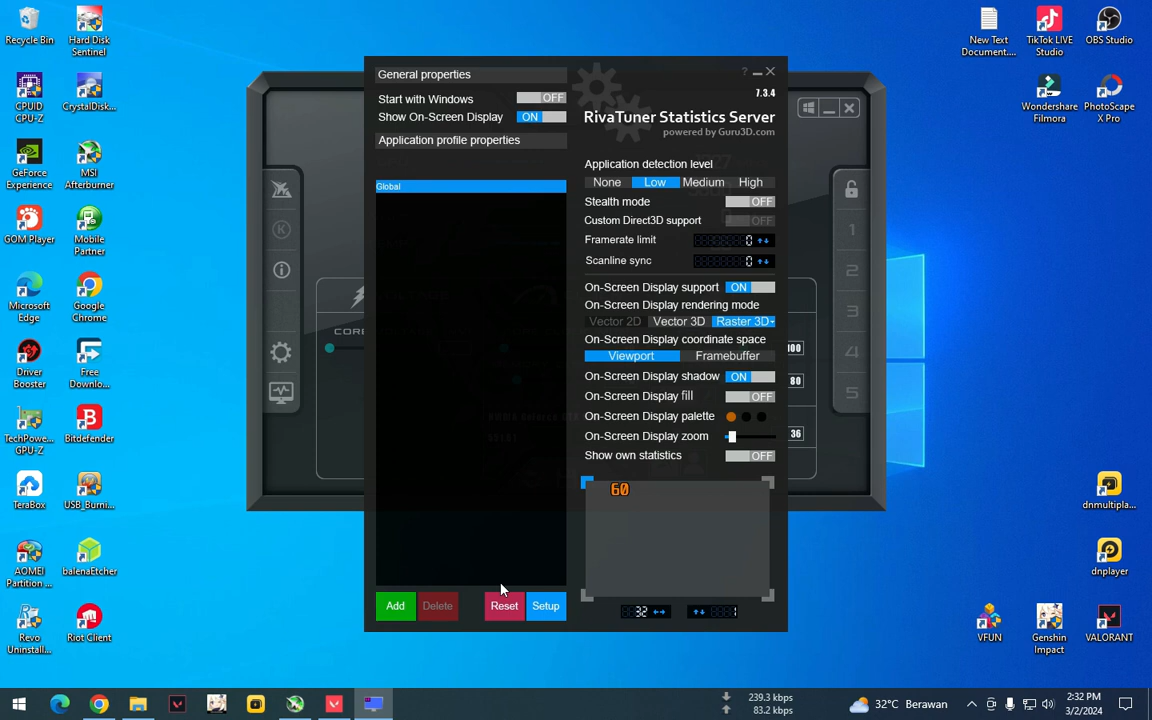 Recycle Bin
Hard Disk
Sentinel
CPUID
CPU-Z
CrystalDisk...
GeForce
Experience
MSI
Afterburner
GOM Player
Mobile
Partner
Microsoft
Edge
Google
Chrome
Driver
Booster
Free
Downlo...
TechPowe...
GPU-Z
Bitdefender
TeraBox
USB_Burni...
AOMEI
Partition ...
balenaEtcher
Revo
Uninstall...
Riot Client
General properties
Start with Windows
OFF
Show On-Screen Display
ON
Application profile properties
Global
Add
Delete
Reset
Setup
?
7.3.4
RivaTuner Statistics Server
powered by Guru3D.com
Application detection level
None
Low
Medium
High
Stealth mode
OFF
Custom Direct3D support
OFF
Framerate limit
0
Scanline sync
0
On-Screen Display support
ON
On-Screen Display rendering mode
Vector 2D
Vector 3D
Raster 3D
On-Screen Display coordinate space
Viewport
Framebuffer
On-Screen Display shadow
ON
On-Screen Display fill
OFF
On-Screen Display palette
On-Screen Display zoom
Show own statistics
OFF
60
32
1
CORE
K
100
80
36
1
2
3
4
5
New Text
Document....
TikTok LIVE
Studio
OBS Studio
Wondershare
Filmora
PhotoScape
X Pro
dnmultipla...
dnplayer
VFUN
Genshin
Impact
VALORANT
239.3 kbps
83.2 kbps
32°C Berawan
2:32 PM
3/2/2024